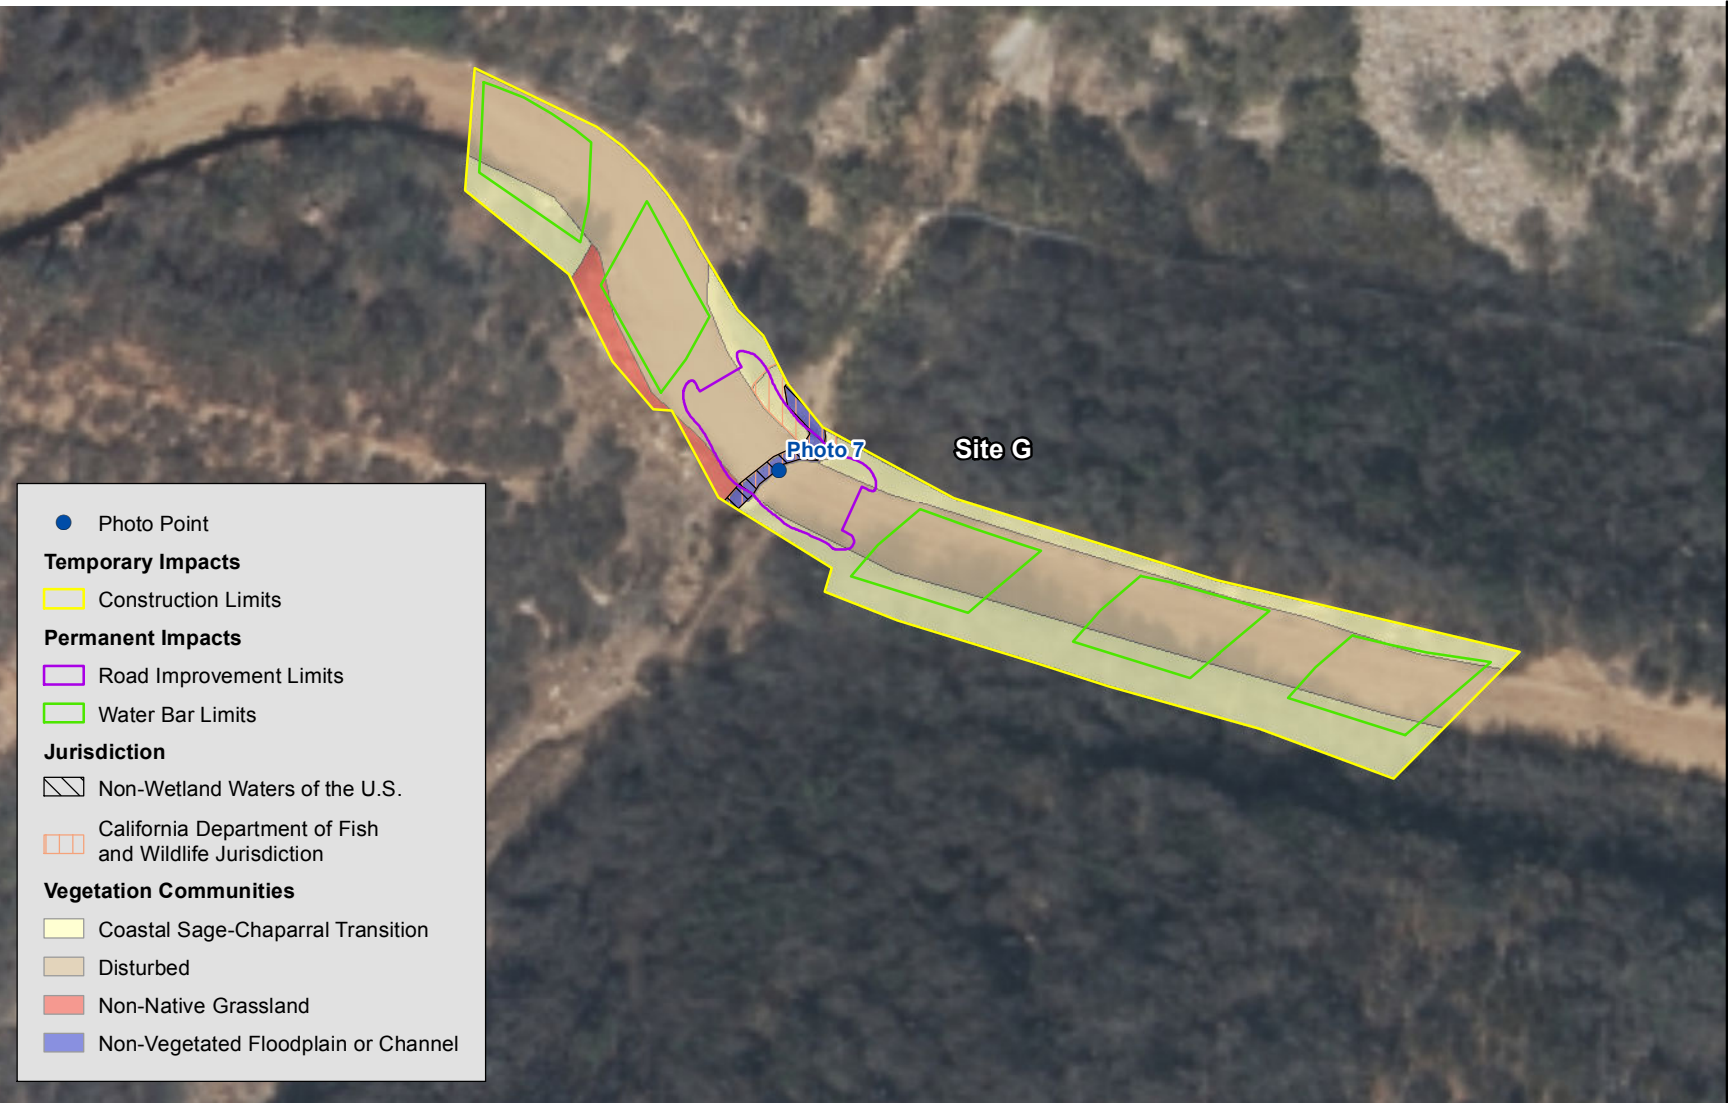 Photo 7
Site G
Photo Point
Temporary Impacts
Construction Limits
Permanent Impacts
Road Improvement Limits
Water Bar Limits
Jurisdiction
Non-Wetland Waters of the U.S.
California Department of Fish
and Wildlife Jurisdiction
Vegetation Communities
Coastal Sage-Chaparral Transition
Disturbed
Non-Native Grassland
Non-Vegetated Floodplain or Channel